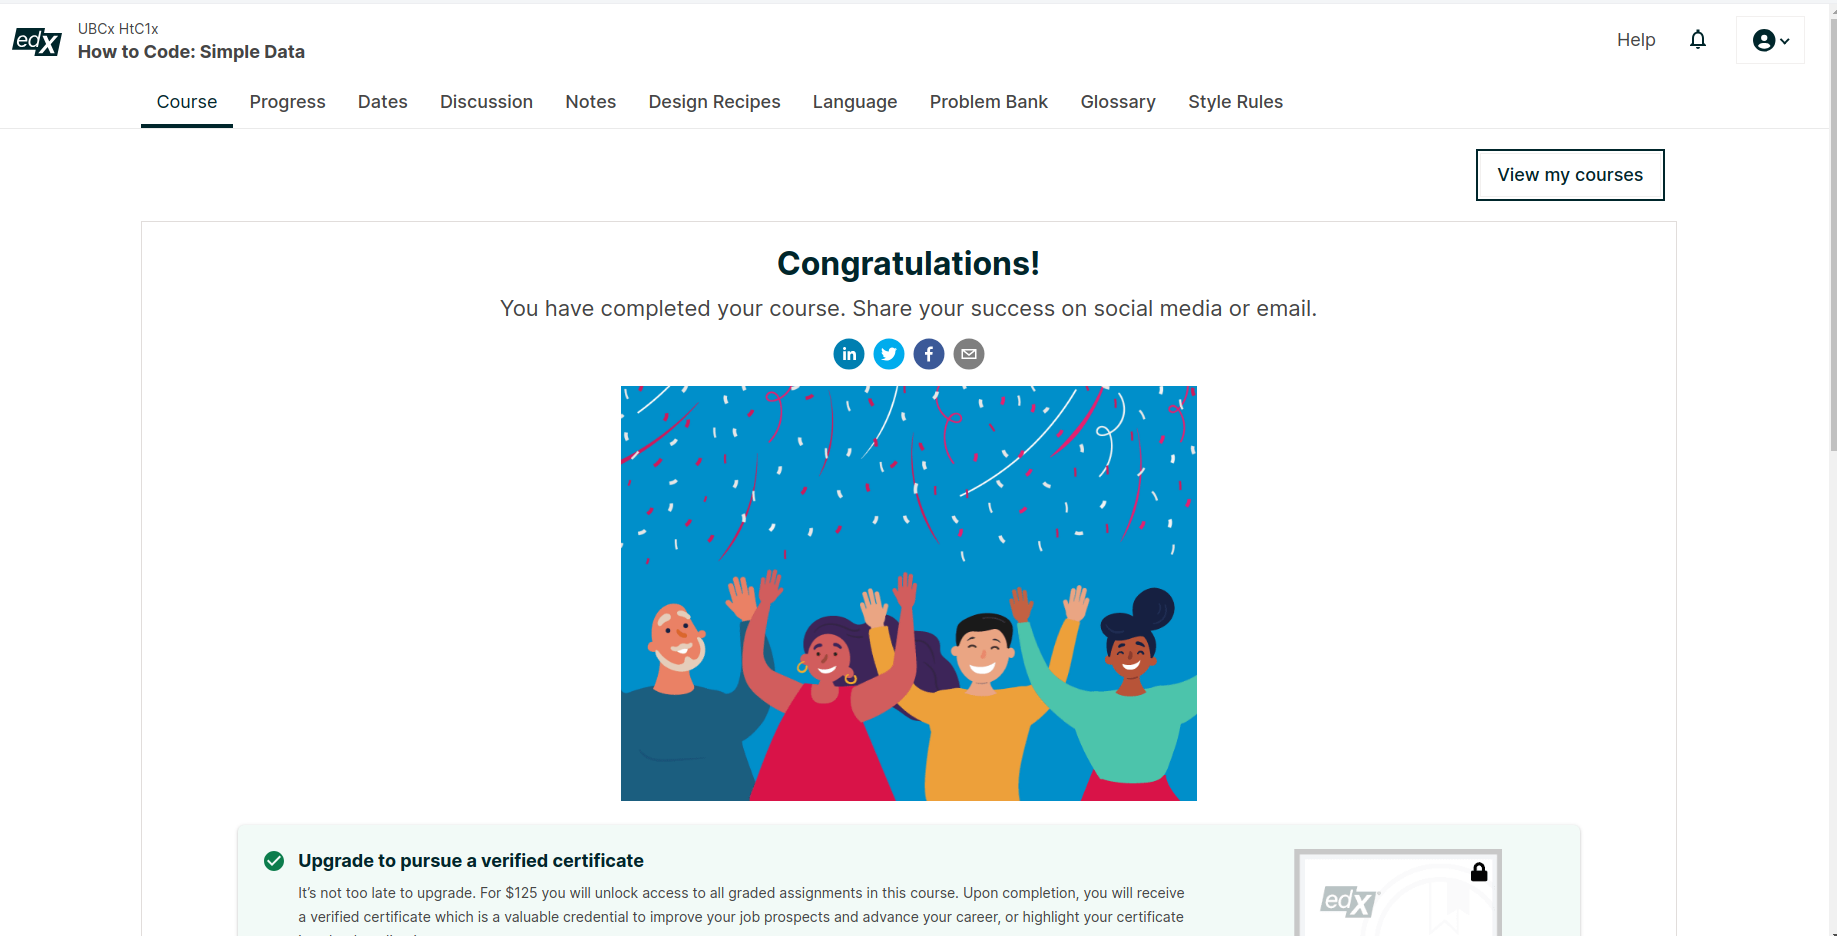 edX
UBCx HtC1x
How to Code: Simple Data
Help
Course Progress Dates Discussion Notes Design Recipes Language Problem Bank Glossary Style Rules
View my courses
Congratulations!
You have completed your course. Share your success on social media or email.
in f
Upgrade to pursue a verified certificate
It’s not too late to upgrade. For $125 you will unlock access to all graded assignments in this course. Upon completion, you will receive
a verified certificate which is a valuable credential to improve your job prospects and advance your career, or highlight your certificate
edX